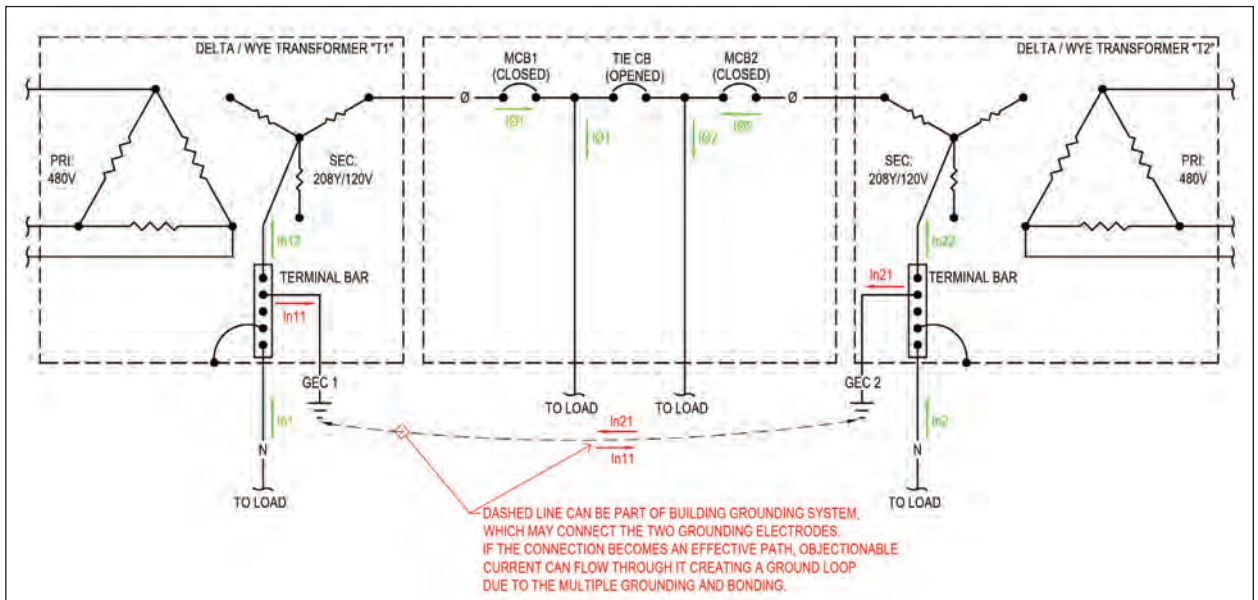 DELTA / WYE TRANSFORMER "T1"
MCB1
(CLOSED)
TIE CB
(OPENED)
MCB2
(CLOSED)
DELTA / WYE TRANSFORMER "T2"
Ø
Ø
IØ1
IØ1
IØ2
IØ2
PRI:
480V
SEC:
208Y/120V
SEC:
208Y/120V
PRI:
480V
In12
In22
TERMINAL BAR
In11
In21
TERMINAL BAR
GEC 1
GEC 2
TO LOAD
TO LOAD
In1
In21
In11
In2
N
N
TO LOAD
TO LOAD
DASHED LINE CAN BE PART OF BUILDING GROUNDING SYSTEM,
WHICH MAY CONNECT THE TWO GROUNDING ELECTRODES.
IF THE CONNECTION BECOMES AN EFFECTIVE PATH, OBJECTIONABLE
CURRENT CAN FLOW THROUGH IT CREATING A GROUND LOOP
DUE TO THE MULTIPLE GROUNDING AND BONDING.